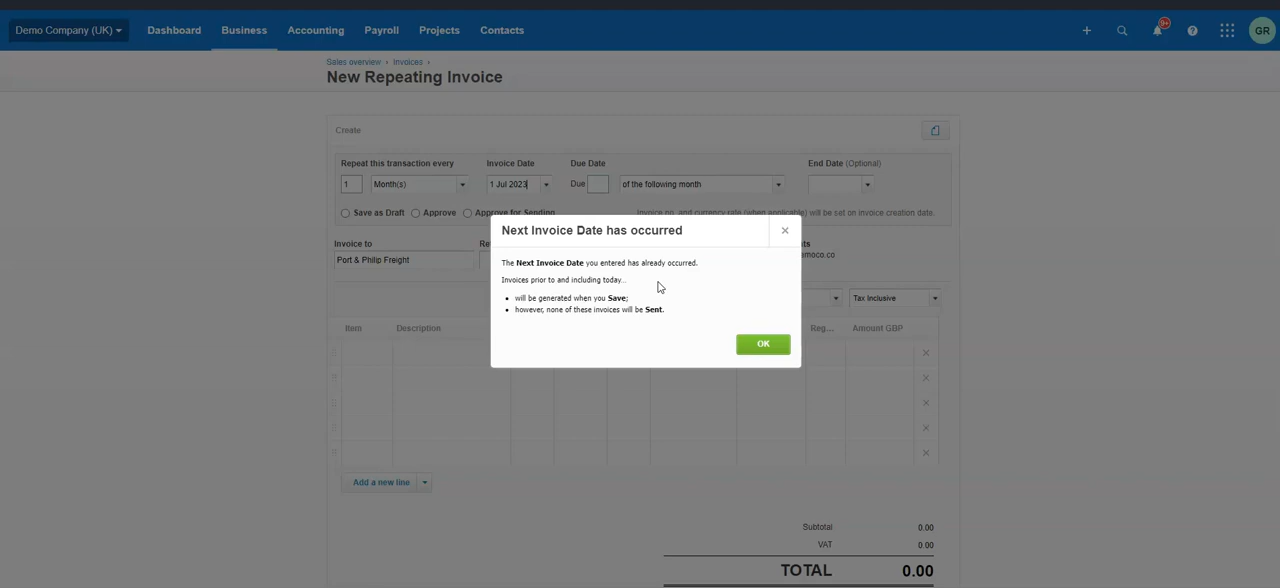 Demo Company (UK)
Dashboard
Business
Accounting
Payroll
Projects
Contacts
9+
GR
Sales overview › Invoices ›
New Repeating Invoice
Create
Repeat this transaction every
Invoice Date
Due Date
End Date (Optional)
1
Month(s)
1 Jul 2023
Due
of the following month
Save as Draft
Approve
Approve for Sending
Invoice no. and currency rate (when applicable) will be set on invoice creation date.
Next Invoice Date has occurred
The Next Invoice Date you entered has already occurred.
Invoices prior to and including today...
• will be generated when you Save;
• however, none of these invoices will be Sent.
OK
Invoice to
Port & Philip Freight
Tax Inclusive
Item
Description
Reg...
Amount GBP
Add a new line
Subtotal 0.00
VAT 0.00
TOTAL 0.00